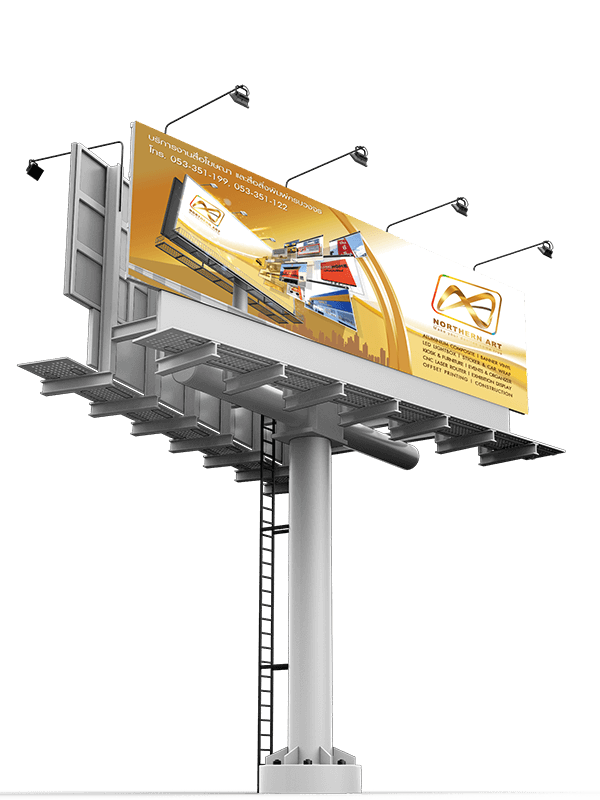 บริการงานสื่อโฆษณา และสื่อสิ่งพิมพ์ครบวงจร
โทร. 053-351-199, 053-351-122
NORTHERN ART
NORTHERN ART
ALUMINIUM COMPOSITE | BANNER VINYL
LED LIGHTBOX | STICKER & CAR WRAP
KIOSK & FURNITURE | EVENTS & ORGANIZER
CNC LASER ROUTER | EXHIBITION DISPLAY
OFFSET PRINTING | CONSTRUCTION